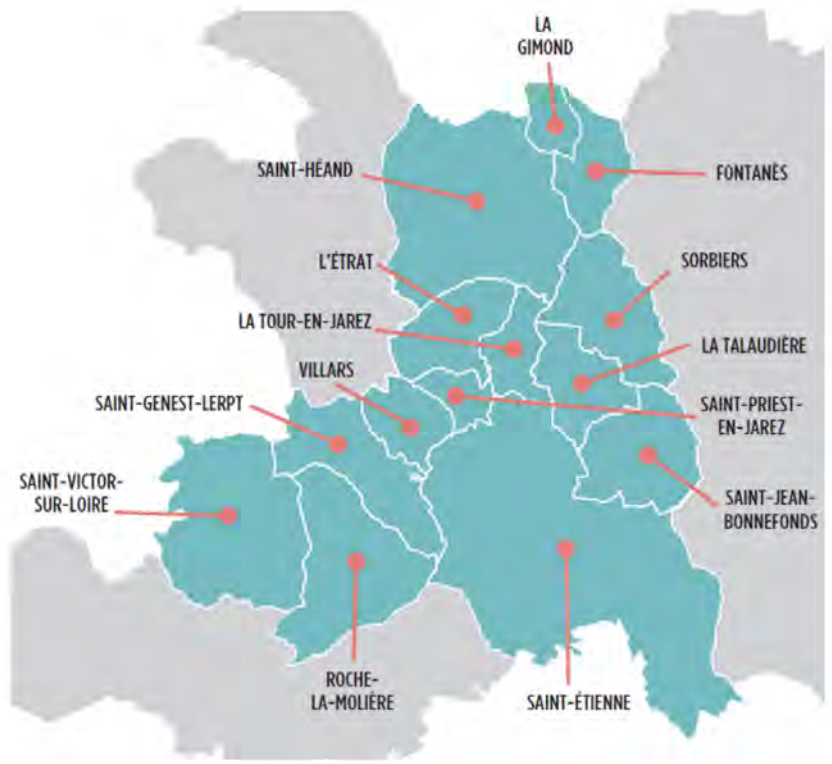 LA
GIMOND
SAINT-HÉAND
FONTANÈS
L'ÉTRAT
SORBIERS
LA TOUR-EN-JAREZ
LA TALAUDIÈRE
VILLARS
SAINT-GENEST-LERPT
SAINT-PRIEST-
EN-JAREZ
SAINT-VICTOR-
SUR-LOIRE
SAINT-JEAN-
BONNEFONDS
ROCHE-
LA-MOLIÈRE
SAINT-ÉTIENNE